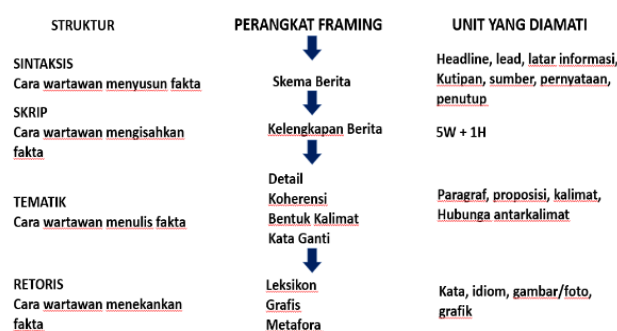 STRUKTUR PERANGKAT FRAMING UNIT YANG DIAMATI
SINTAKSIS
Cara wartawan menyusun fakta
Skema Berita
Headline, lead, latar informasi,
Kutipan, sumber, pernyataan,
penutup
SKRIP
Cara wartawan mengisahkan
fakta
Kelengkapan Berita
5W + 1H
TEMATIK
Cara wartawan menulis fakta
Detail
Koherensi
Bentuk Kalimat
Kata Ganti
Paragraf, proposisi, kalimat,
Hubunga antarkalimat
RETORIS
Cara wartawan menekankan
fakta
Leksikon
Grafis
Metafora
Kata, idiom, gambar/foto,
grafik